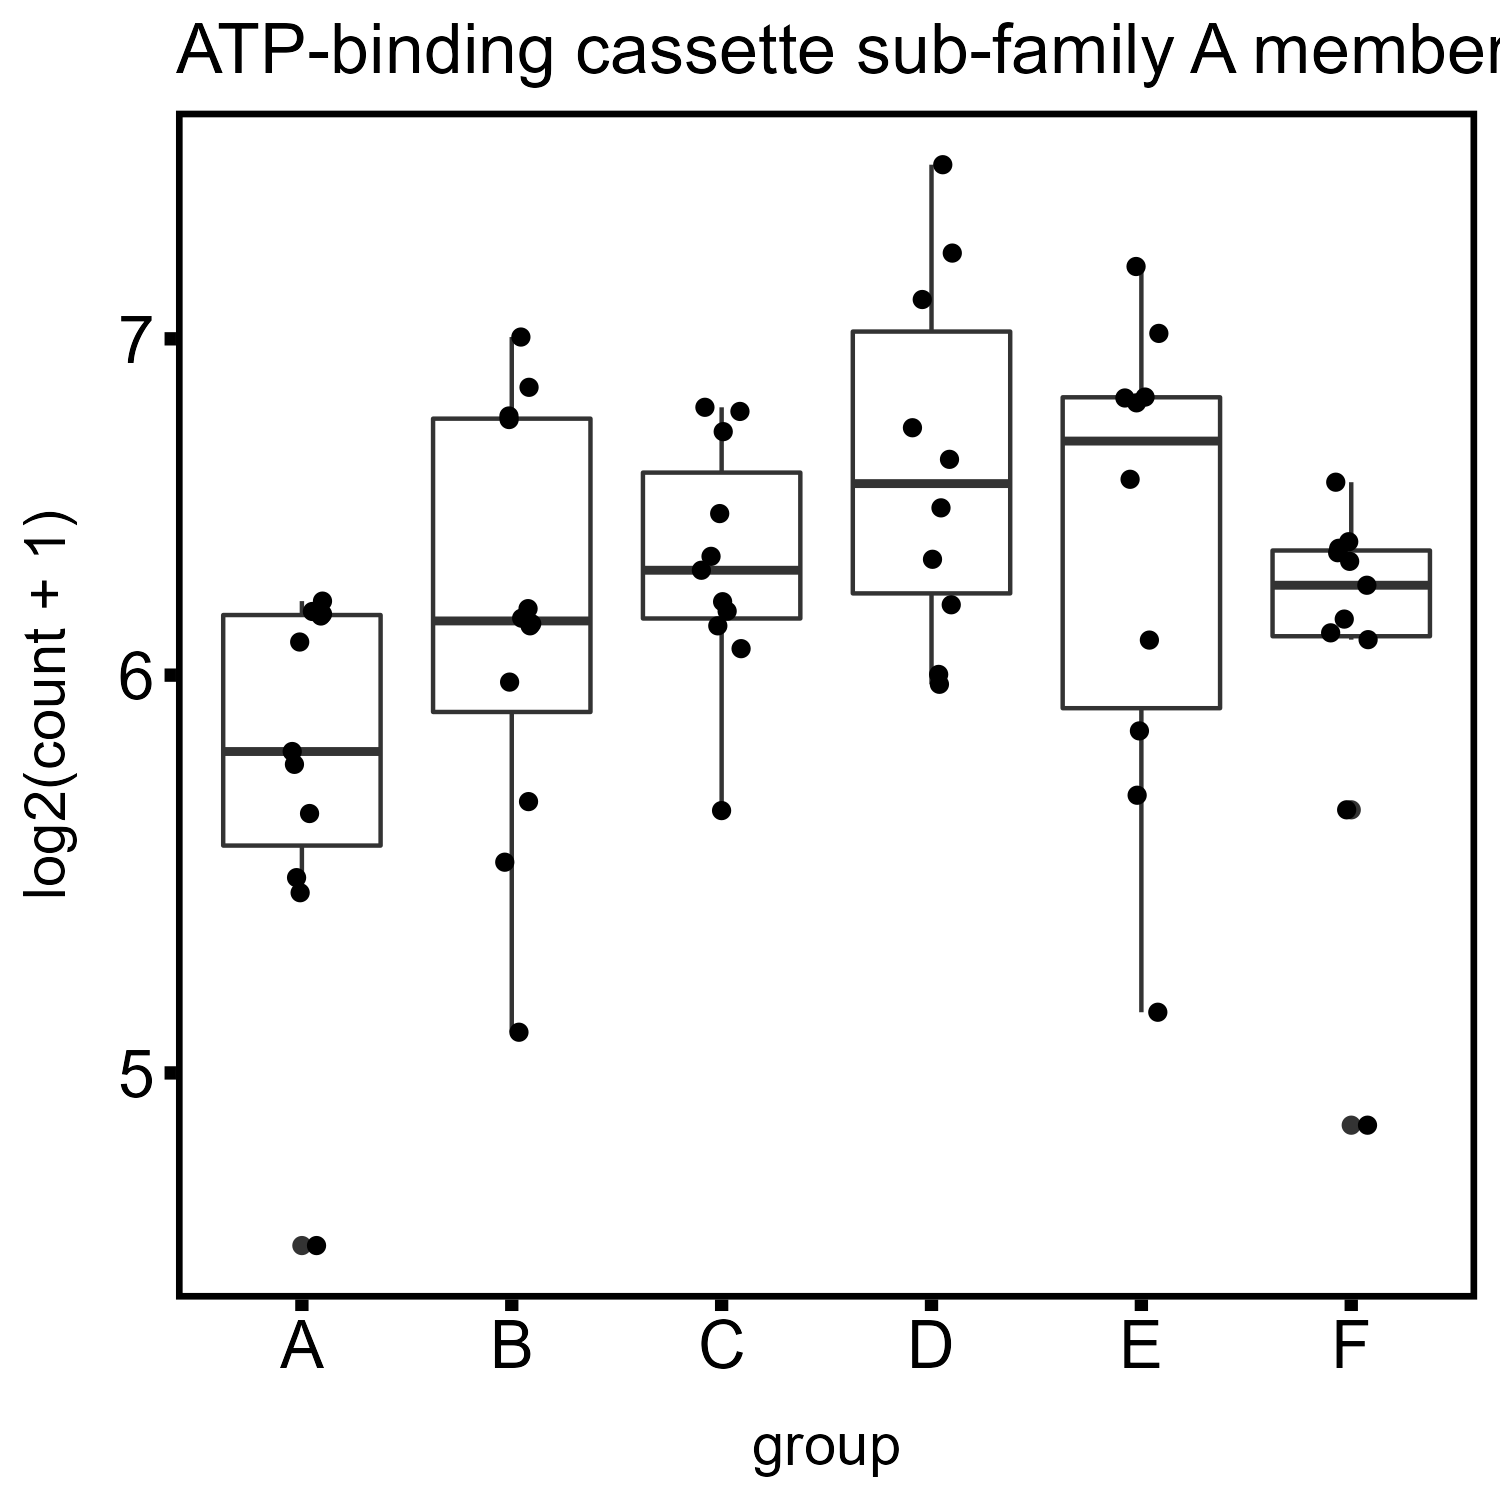 ATP-binding cassette sub-family A member
log2(count + 1)
7
6
5
A B C D E F
group